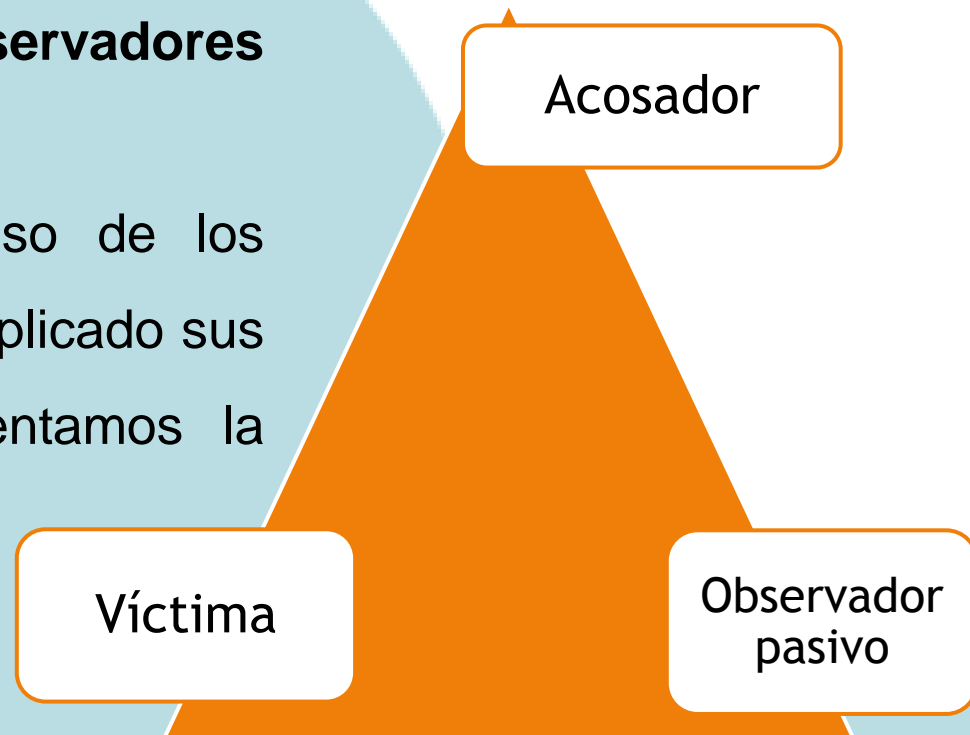 servadores
so de los
plicado sus
entamos la
Acosador
Víctima
Observador
pasivo